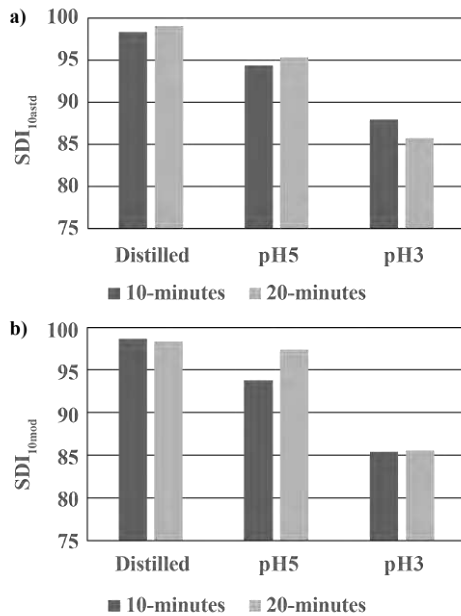 a)
100
95
90
85
80
75
SDI10astd
Distilled pH5 pH3
10-minutes 20-minutes
b)
100
95
90
85
80
75
SDI10mod
Distilled pH5 pH3
10-minutes 20-minutes